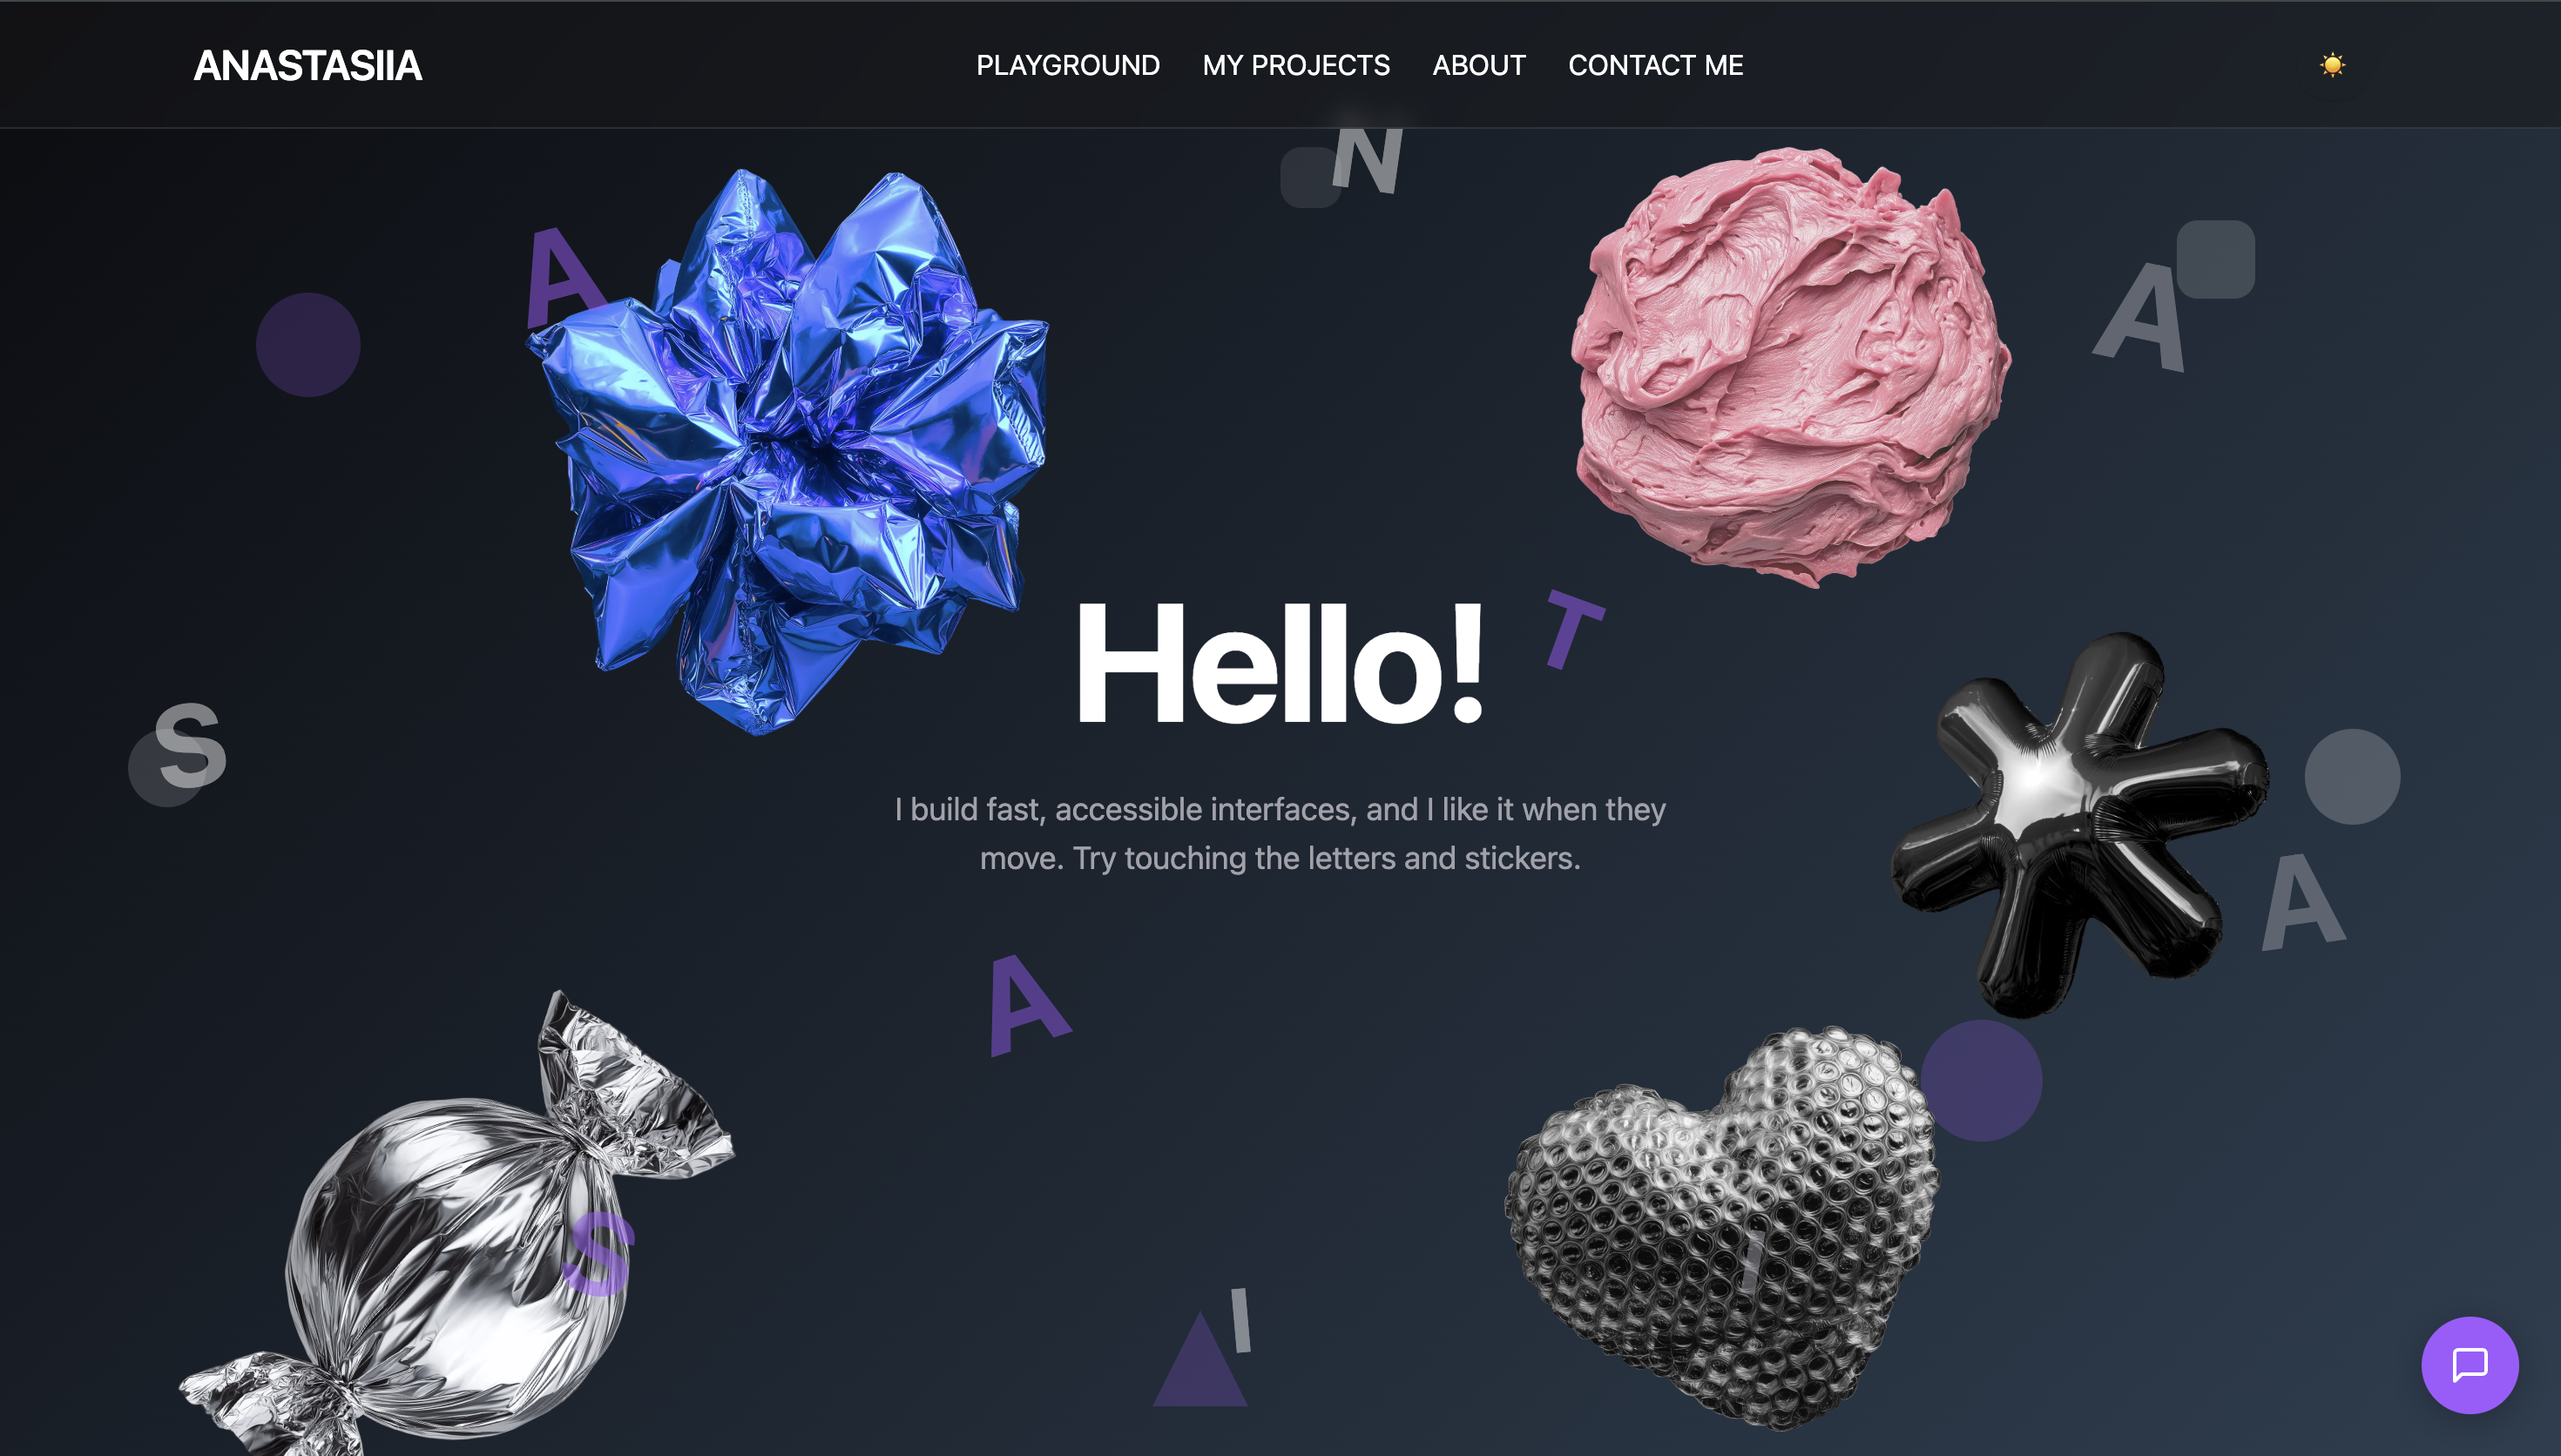 ANASTASIIA
PLAYGROUND
MY PROJECTS
ABOUT
CONTACT ME
N
A
A
Hello!
T
S
I build fast, accessible interfaces, and I like it when they
move. Try touching the letters and stickers.
A
A
S
I
I